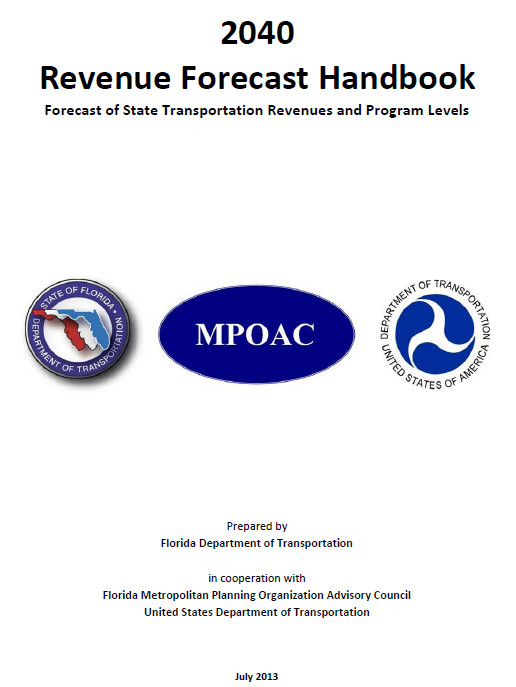 2040
Revenue Forecast Handbook
Forecast of State Transportation Revenues and Program Levels
STATE OF FLORIDA
DEPARTMENT OF TRANSPORTATION
MPOAC
DEPARTMENT OF TRANSPORTATION
UNITED STATES OF AMERICA
Prepared by
Florida Department of Transportation
in cooperation with
Florida Metropolitan Planning Organization Advisory Council
United States Department of Transportation
July 2013